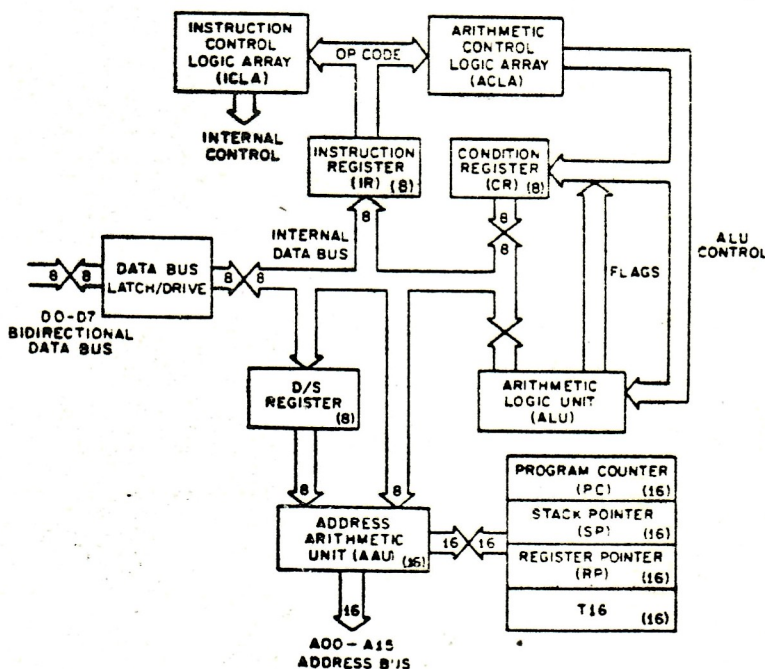 INSTRUCTION
CONTROL
LOGIC ARRAY
(ICLA)
OP CODE
ARITHMETIC
CONTROL
LOGIC ARRAY
(ACLA)
INTERNAL
CONTROL
INSTRUCTION
REGISTER
(IR) (8)
CONDITION
REGISTER
(CR) (8)
8
8
8
INTERNAL
DATA BUS
ALU
CONTROL
FLAGS
8 8
DATA BUS
LATCH/DRIVE
8 8
D0-D7
BIDIRECTIONAL
DATA BUS
D/S
REGISTER
(8)
ARITHMETIC
LOGIC UNIT
(ALU)
8
8
PROGRAM COUNTER
(PC) (16)
STACK POINTER
(SP) (16)
REGISTER POINTER
(RP) (16)
T16
(16)
ADDRESS
ARITHMETIC
UNIT (AAU) (16)
16 16
16
A00-A15
ADDRESS BUS